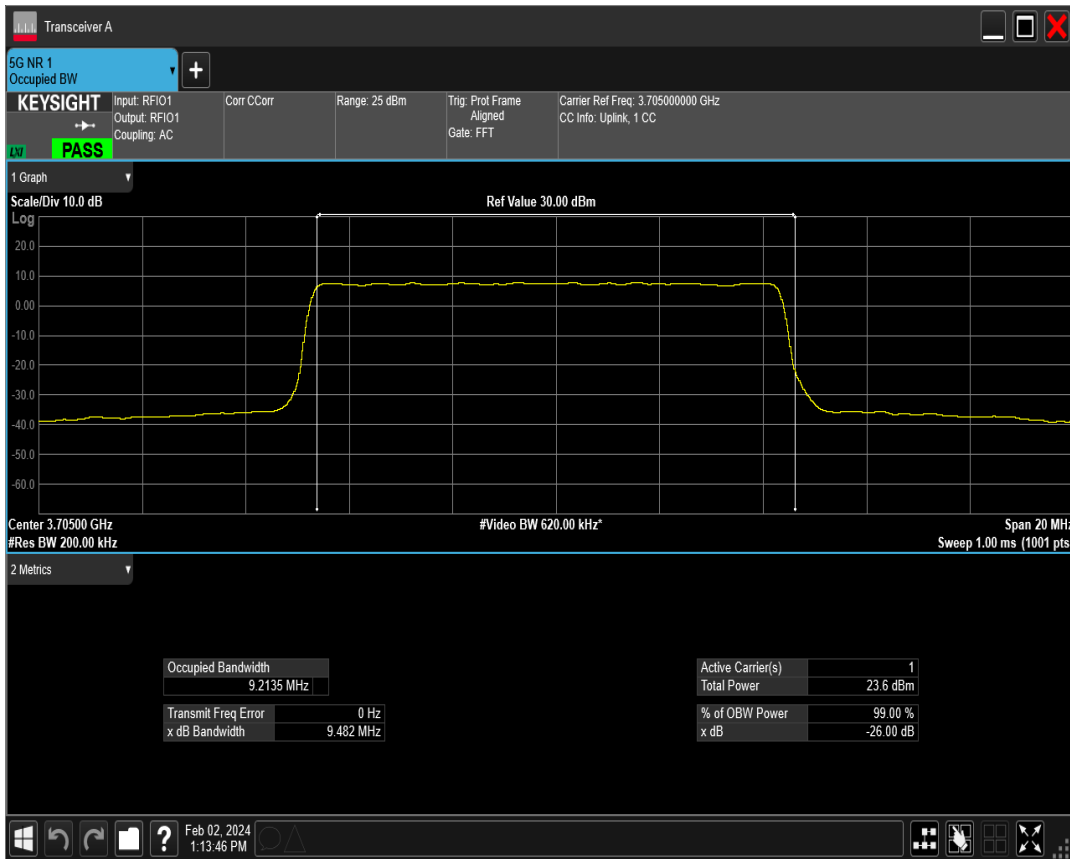 Transceiver A
5G NR 1
Occupied BW
KEYSIGHT
Input: RFIO1
Output: RFIO1
Coupling: AC
Corr CCorr
Range: 25 dBm
Trig: Prot Frame
Aligned
Gate: FFT
Carrier Ref Freq: 3.705000000 GHz
CC Info: Uplink, 1 CC
LXI
PASS
1 Graph
Scale/Div 10.0 dB
Ref Value 30.00 dBm
Log
20.0
10.0
0.00
-10.0
-20.0
-30.0
-40.0
-50.0
-60.0
Center 3.70500 GHz
#Video BW 620.00 kHz*
Span 20 MHz
#Res BW 200.00 kHz
Sweep 1.00 ms (1001 pts
2 Metrics
Occupied Bandwidth
9.2135 MHz
Transmit Freq Error 0 Hz
x dB Bandwidth 9.482 MHz
Active Carrier(s) 1
Total Power 23.6 dBm
% of OBW Power 99.00 %
x dB -26.00 dB
?
Feb 02, 2024
1:13:46 PM